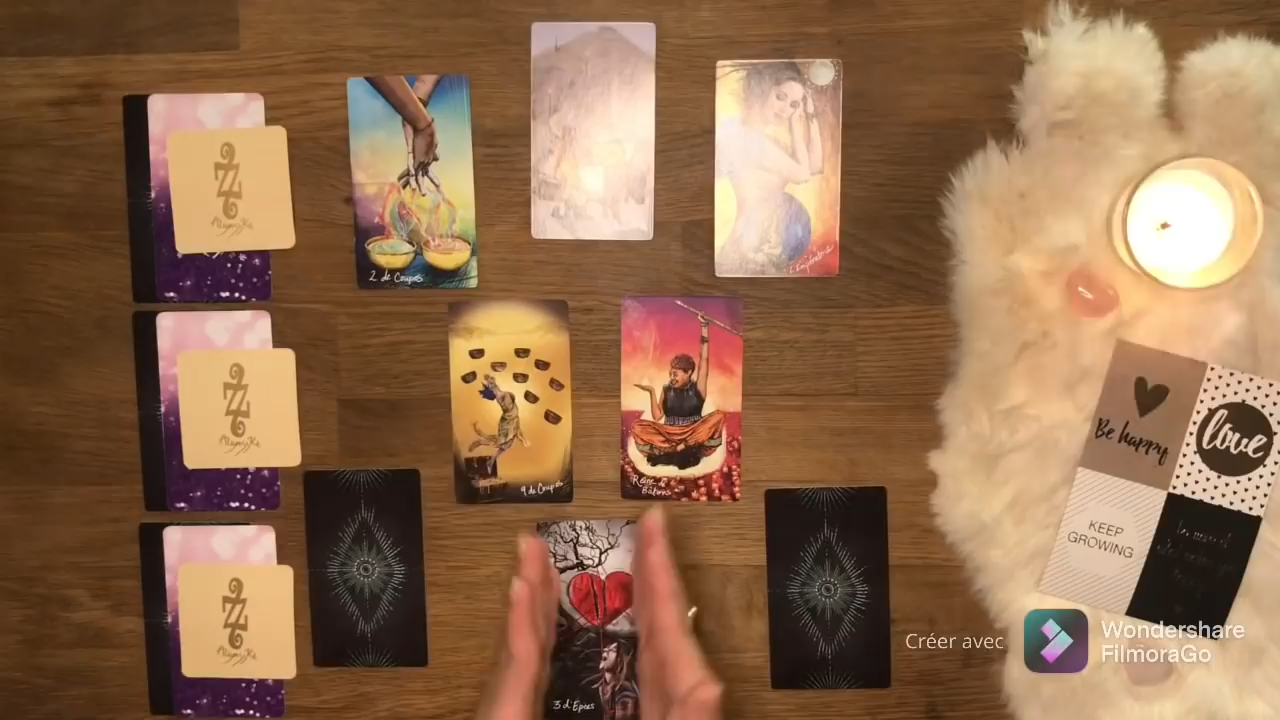 2 de Coupes
L'Impératrice
9 de Coupes
Reine de
Bâtons
3 d'Épées
Be happy
love
KEEP
GROWING
Créer avec
Wondershare
FilmoraGo